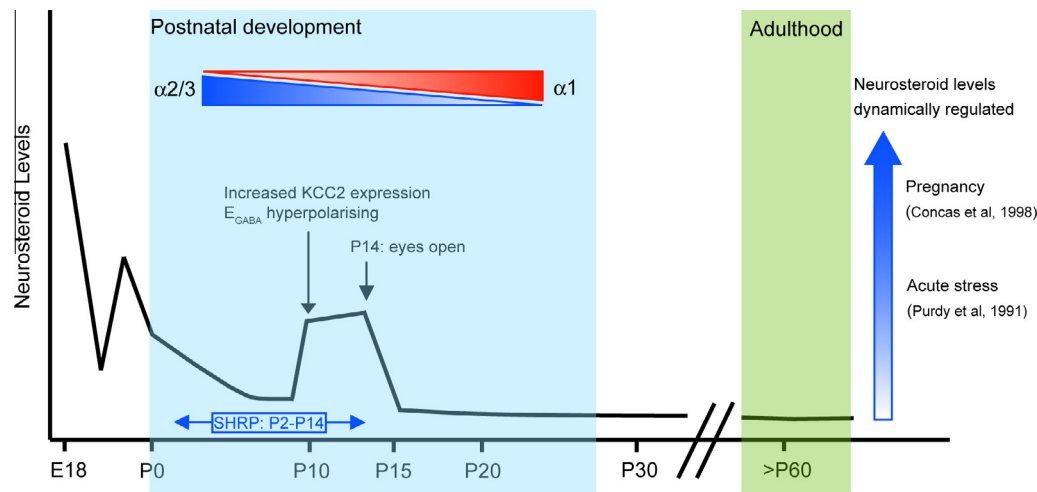 Postnatal development
Adulthood
α2/3
α1
Neurosteroid levels
dynamically regulated
Increased KCC2 expression
E_GABA hyperpolarising
P14: eyes open
Pregnancy
(Concas et al, 1998)
Acute stress
(Purdy et al, 1991)
Neurosteroid Levels
SHRP: P2-P14
E18 P0 P10 P15 P20 P30 >P60